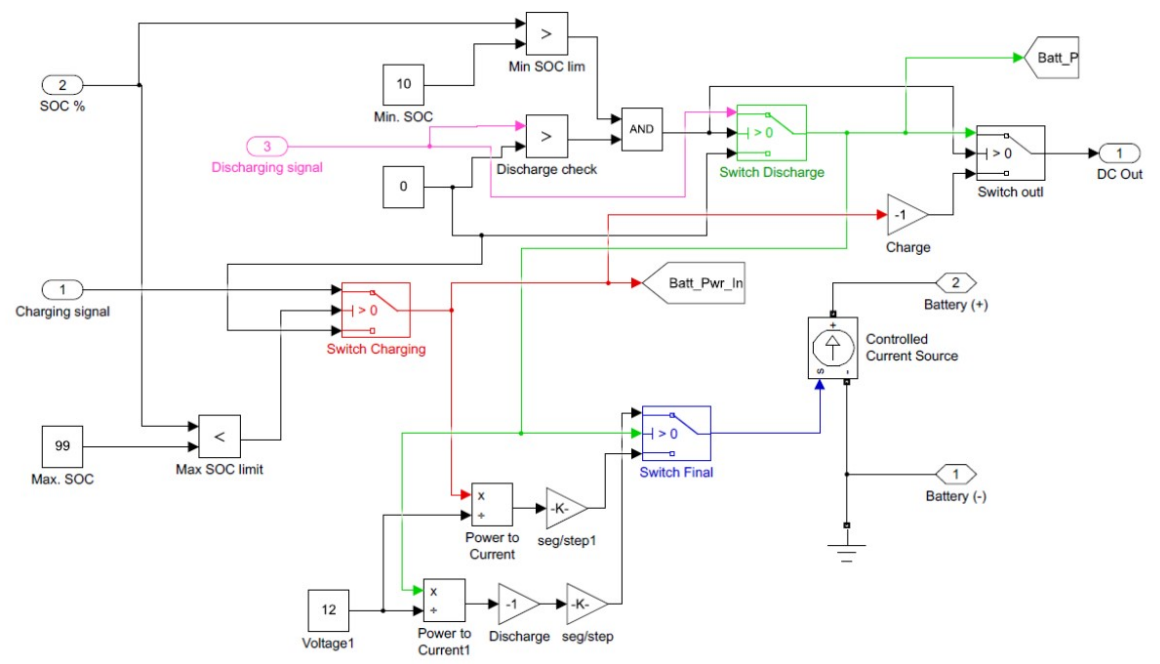 >
Min SOC lim
Batt_P
2
SOC %
10
Min. SOC
3
Discharging signal
>
Discharge check
AND
> 0
Switch Discharge
> 0
Switch outI
1
DC Out
0
-1
Charge
1
Charging signal
> 0
Switch Charging
Batt_Pwr_In
2
Battery (+)
+
s
-
Controlled
Current Source
99
Max. SOC
<
Max SOC limit
> 0
Switch Final
1
Battery (-)
x
÷
Power to
Current
-K-
seg/step1
12
Voltage1
x
÷
Power to
Current1
-1
Discharge
-K-
seg/step